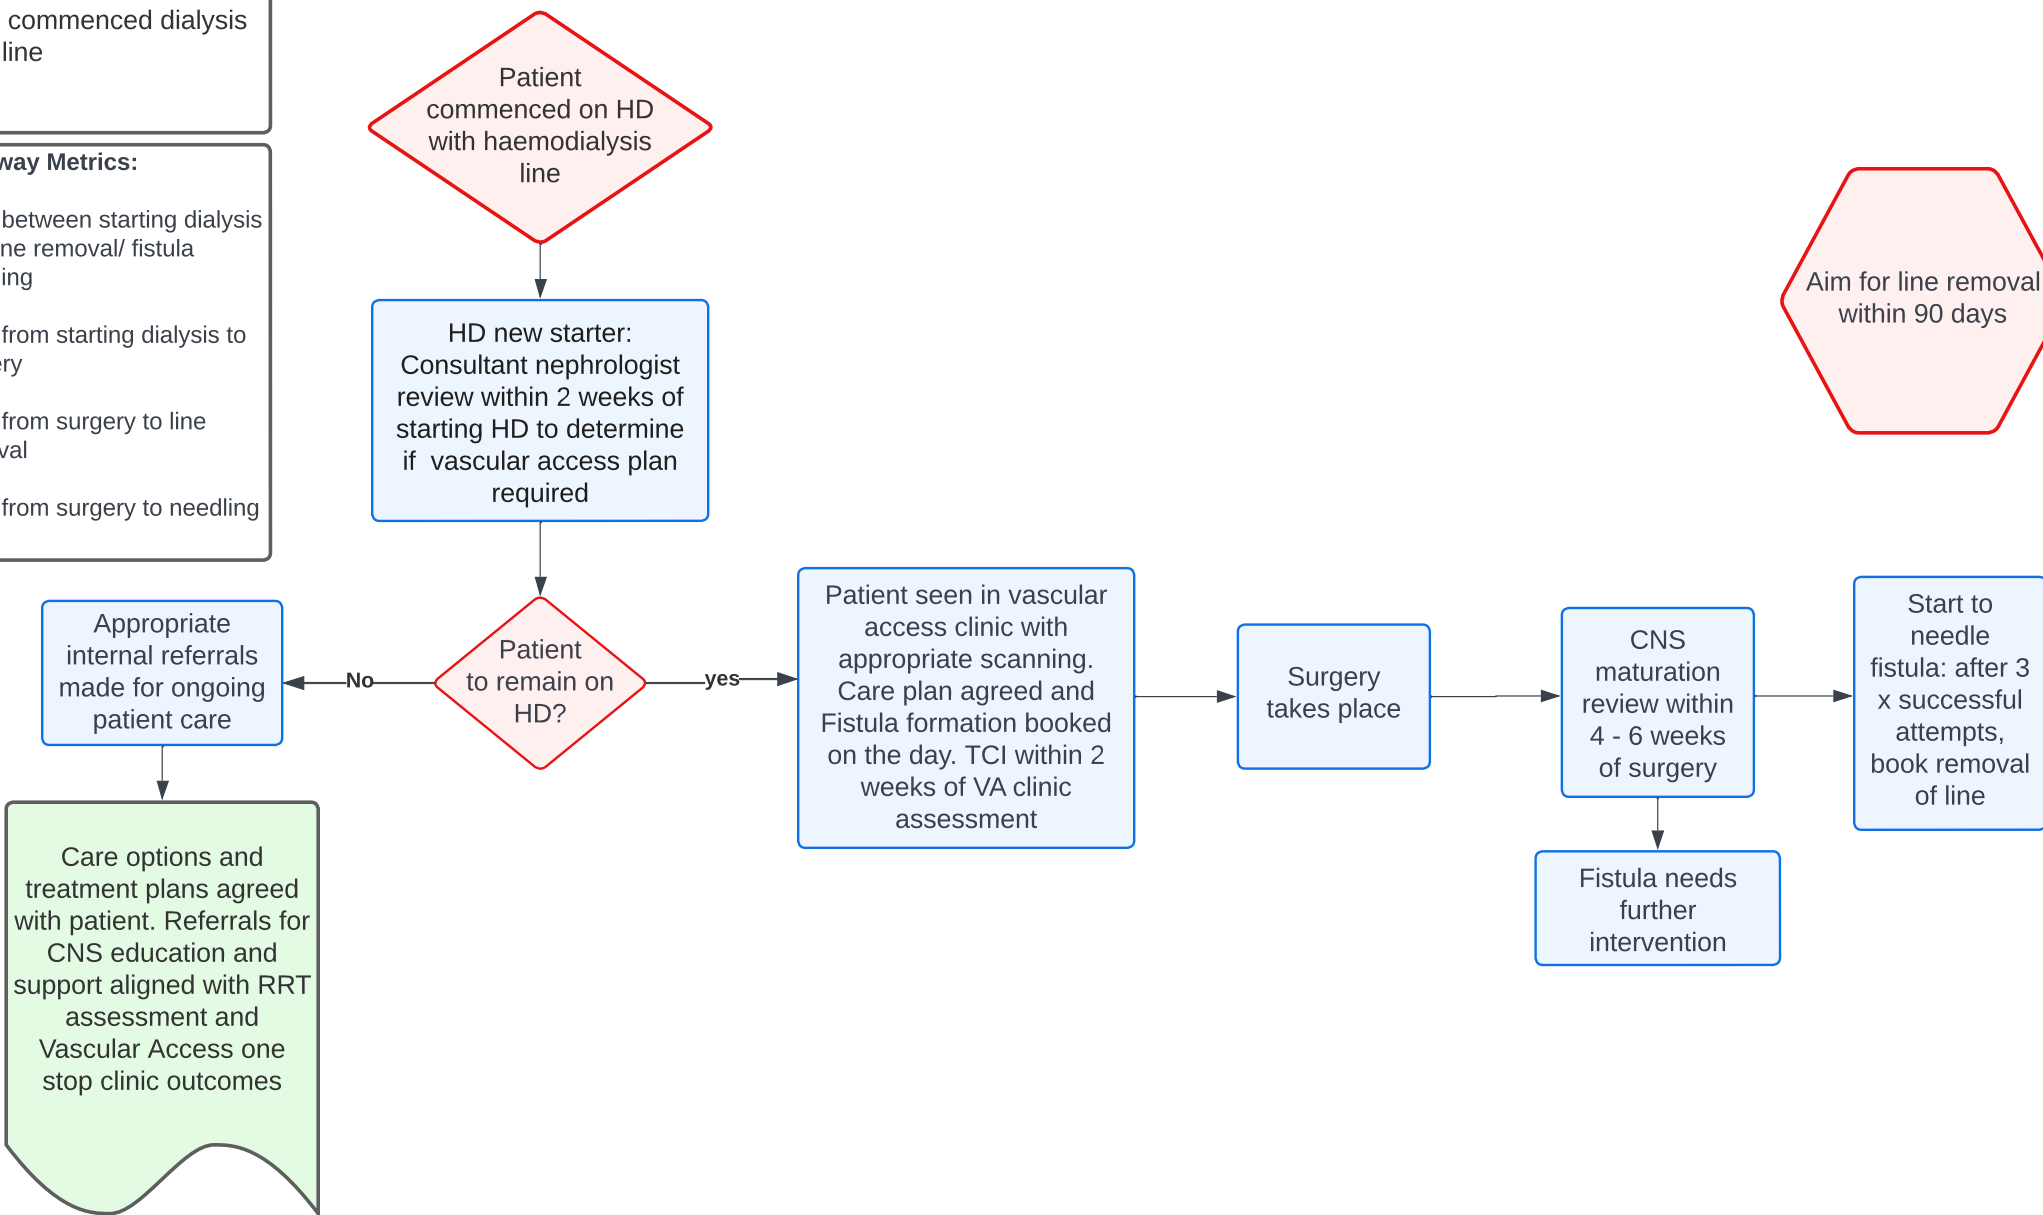 commenced dialysis
line
way Metrics:
between starting dialysis
ne removal/ fistula
ing
from starting dialysis to
ery
from surgery to line
val
from surgery to needling
Patient
commenced on HD
with haemodialysis
line
HD new starter:
Consultant nephrologist
review within 2 weeks of
starting HD to determine
if  vascular access plan
required
Aim for line removal
within 90 days
Patient
to remain on
HD?
No
yes
Appropriate
internal referrals
made for ongoing
patient care
Care options and
treatment plans agreed
with patient. Referrals for
CNS education and
support aligned with RRT
assessment and
Vascular Access one
stop clinic outcomes
Patient seen in vascular
access clinic with
appropriate scanning.
Care plan agreed and
Fistula formation booked
on the day. TCI within 2
weeks of VA clinic
assessment
Surgery
takes place
CNS
maturation
review within
4 - 6 weeks
of surgery
Fistula needs
further
intervention
Start to
needle
fistula: after 3
x successful
attempts,
book removal
of line